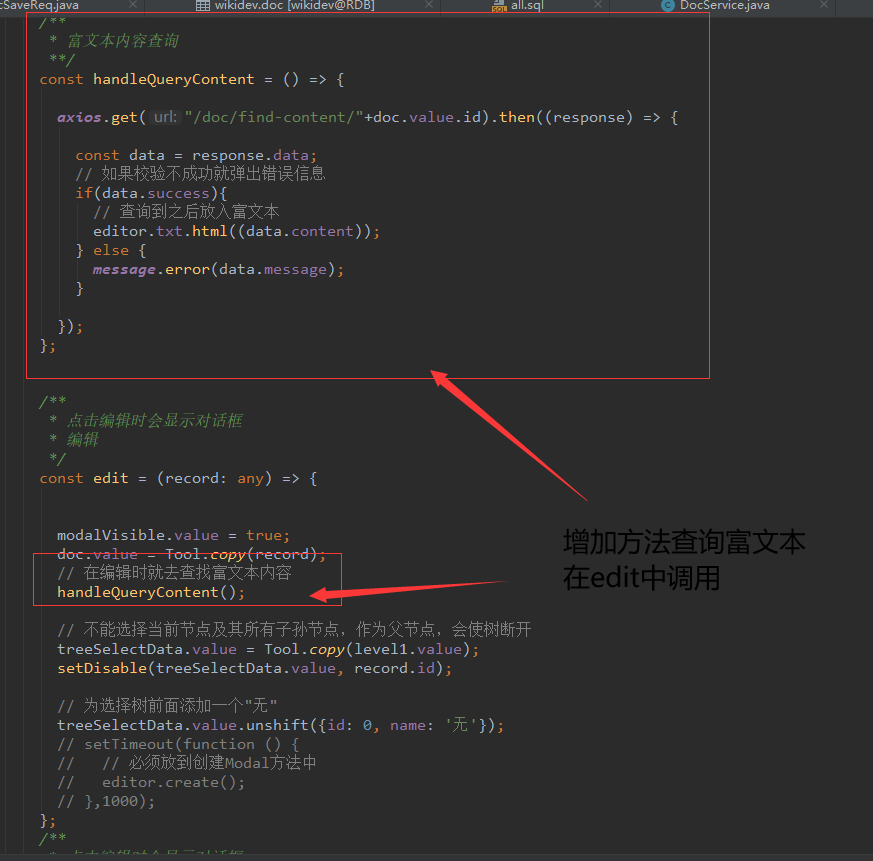 cSaveReq.java
wikidev.doc [wikidev@RDB]
all.sql
DocService.java
/**
* 富文本内容查询
**/
const handleQueryContent = () => {
axios.get( url: "/doc/find-content/"+doc.value.id).then((response) => {
const data = response.data;
// 如果校验不成功就弹出错误信息
if(data.success){
// 查询到之后放入富文本
editor.txt.html((data.content));
} else {
message.error(data.message);
}
});
};
/**
* 点击编辑时会显示对话框
* 编辑
*/
const edit = (record: any) => {
modalVisible.value = true;
doc.value = Tool.copy(record);
// 在编辑时就去查找富文本内容
handleQueryContent();
增加方法查询富文本
在edit中调用
// 不能选择当前节点及其所有子孙节点，作为父节点，会使树断开
treeSelectData.value = Tool.copy(level1.value);
setDisable(treeSelectData.value, record.id);
// 为选择树前面添加一个"无"
treeSelectData.value.unshift({id: 0, name: '无'});
// setTimeout(function () {
// // 必须放到创建Modal方法中
// editor.create();
// },1000);
};
/**